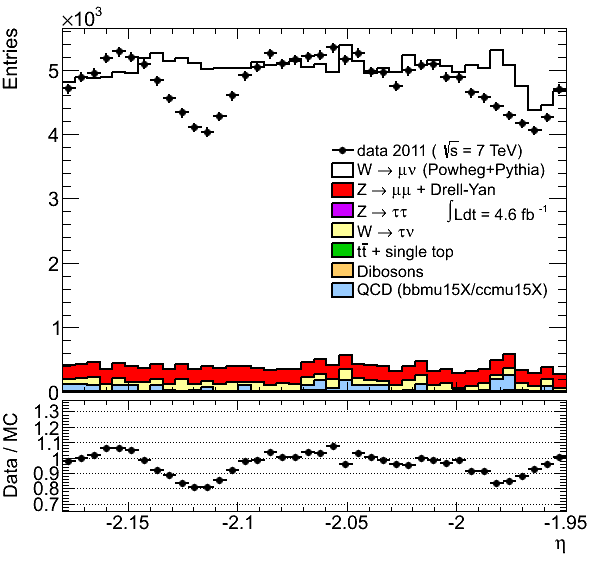 ×10³
Entries
5
4
3
2
1
0
data 2011 ( √s = 7 TeV)
W → μν (Powheg+Pythia)
Z → μμ + Drell-Yan
Z → ττ
∫Ldt = 4.6 fb⁻¹
W → τν
tt̄ + single top
Dibosons
QCD (bbmu15X/ccmu15X)
Data / MC
1.3
1.2
1.1
1
0.9
0.8
0.7
-2.15
-2.1
-2.05
-2
-1.95
η